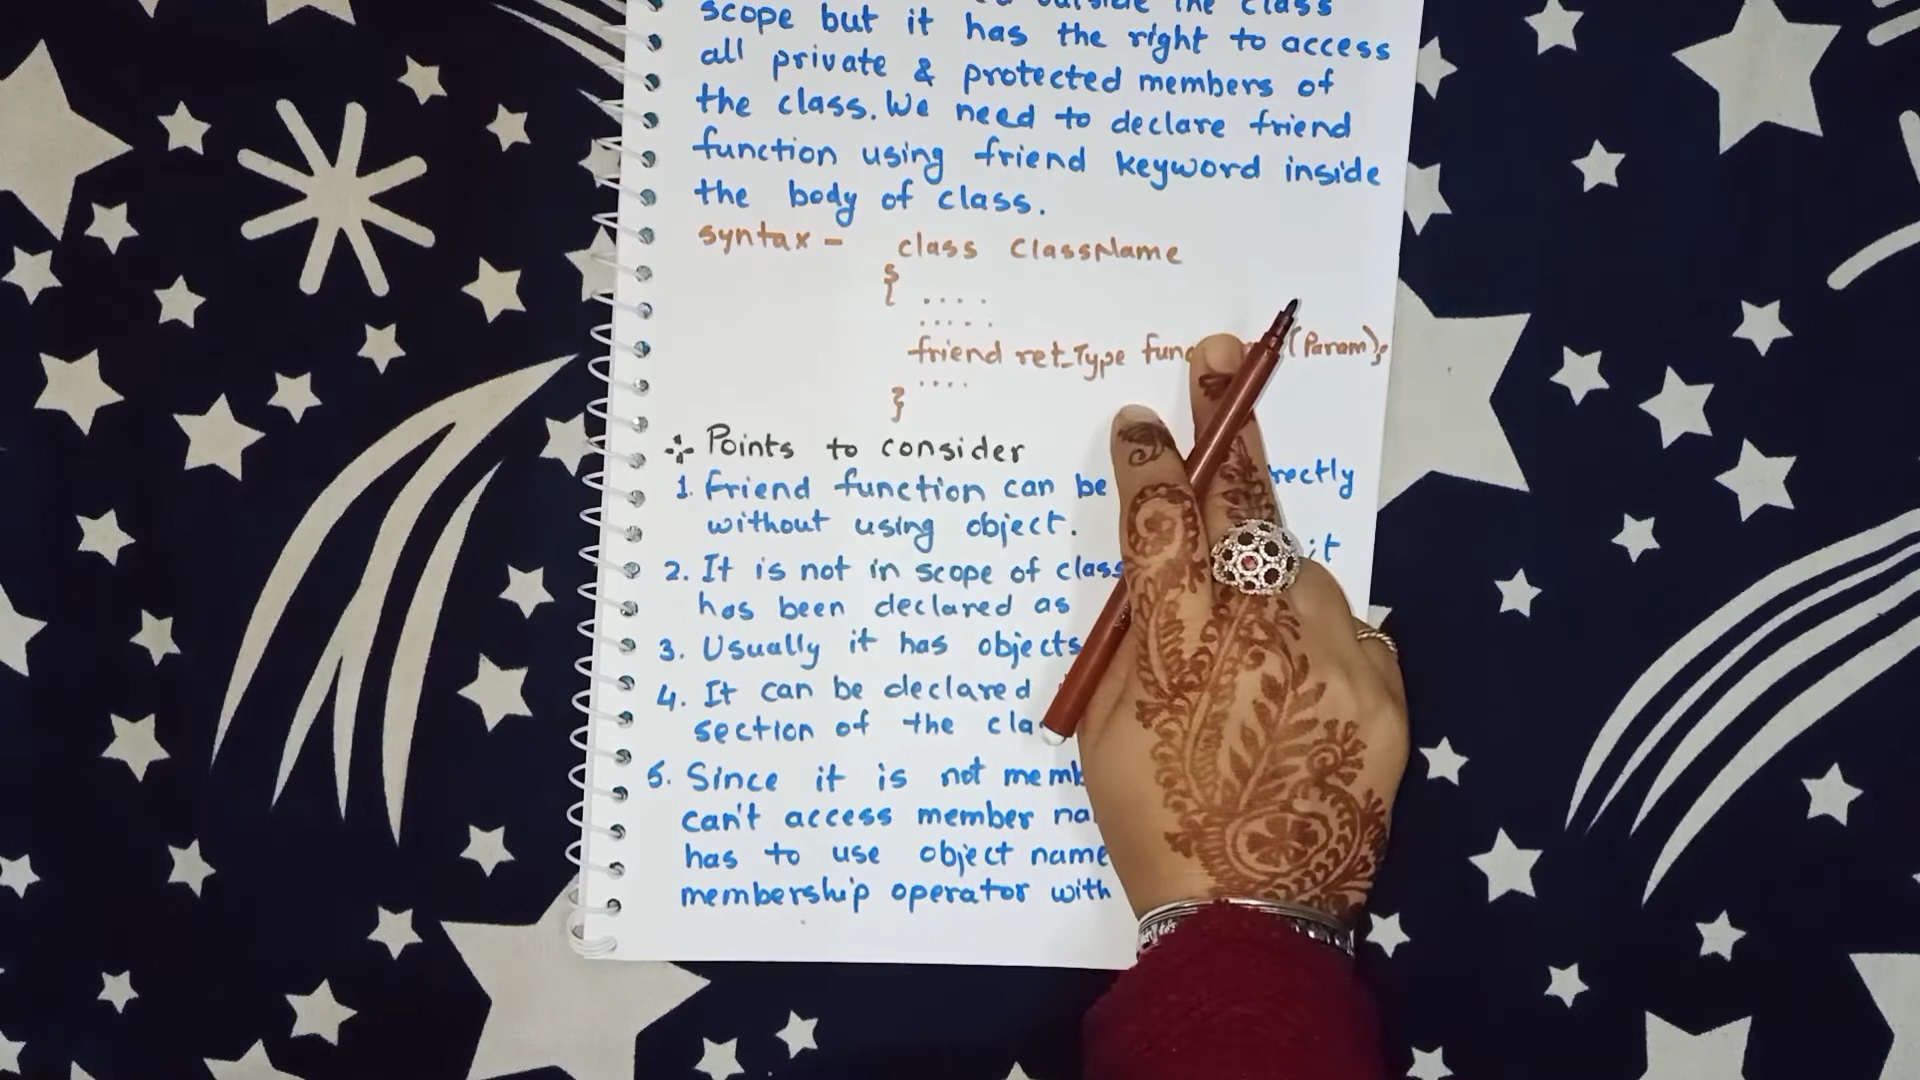 outside the class
scope but it has the right to access
all private & protected members of
the class. We need to declare friend
function using friend keyword inside
the body of class.
syntax - class ClassName
{ ....
.....
friend ret_Type (Param);
....
}
Points to consider
1. Friend function can be
without using object.
2. It is not in scope of class it
has been declared as
3. Usually it has objects
4. It can be declared
section of the
5. Since it is not
can't access member
has to use object name
membership operator with